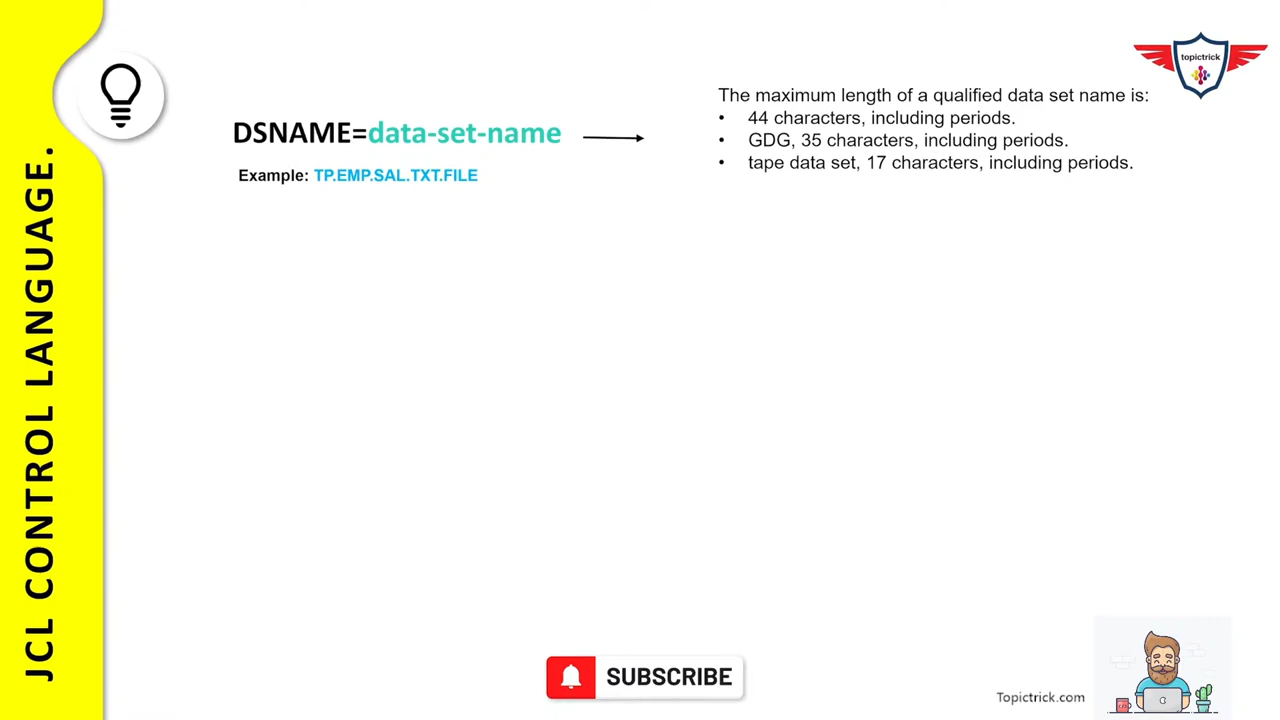 JCL CONTROL LANGUAGE.
topictrick
DSNAME=data-set-name
Example: TP.EMP.SAL.TXT.FILE
The maximum length of a qualified data set name is:
• 44 characters, including periods.
• GDG, 35 characters, including periods.
• tape data set, 17 characters, including periods.
SUBSCRIBE
Topictrick.com